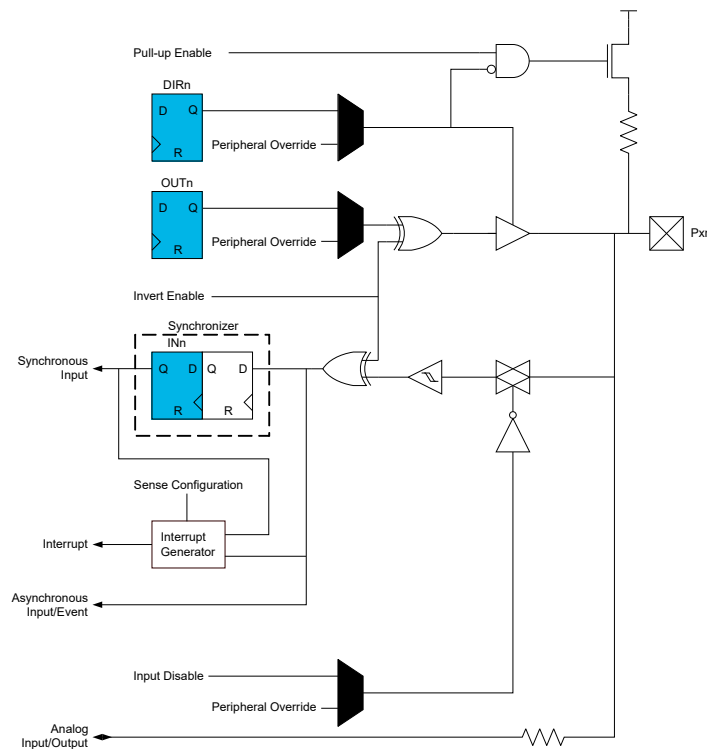 Pull-up Enable
DIRn
D Q
R
Peripheral Override
OUTn
D Q
R
Peripheral Override
Pxn
Invert Enable
Synchronizer
INn
Synchronous
Input
Q D Q D
R R
Sense Configuration
Interrupt
Interrupt
Generator
Asynchronous
Input/Event
Input Disable
Peripheral Override
Analog
Input/Output